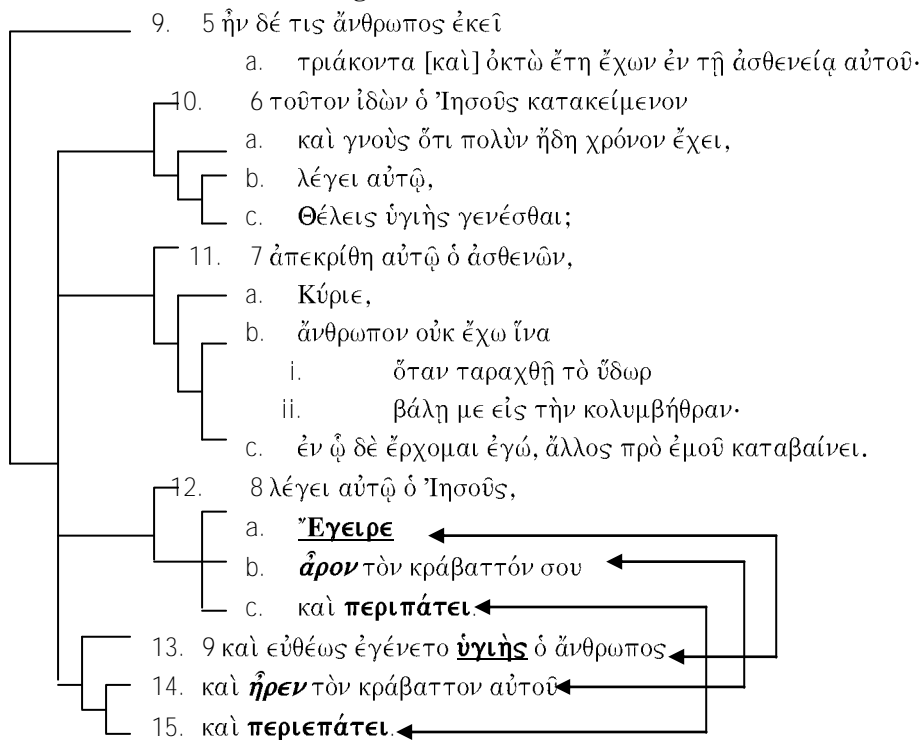 9. 5 ἦν δέ τις ἄνθρωπος ἐκεῖ
a. τριάκοντα [καὶ] ὀκτὼ ἔτη ἔχων ἐν τῇ ἀσθενείᾳ αὐτοῦ·
10. 6 τοῦτον ἰδὼν ὁ Ἰησοῦς κατακείμενον
a. καὶ γνοὺς ὅτι πολὺν ἤδη χρόνον ἔχει,
b. λέγει αὐτῷ,
c. Θέλεις ὑγιὴς γενέσθαι;
11. 7 ἀπεκρίθη αὐτῷ ὁ ἀσθενῶν,
a. Κύριε,
b. ἄνθρωπον οὐκ ἔχω ἵνα
i. ὅταν ταραχθῇ τὸ ὕδωρ
ii. βάλῃ με εἰς τὴν κολυμβήθραν·
c. ἐν ᾧ δὲ ἔρχομαι ἐγώ, ἄλλος πρὸ ἐμοῦ καταβαίνει.
12. 8 λέγει αὐτῷ ὁ Ἰησοῦς,
a. Ἔγειρε
b. ἆρον τὸν κράβαττόν σου
c. καὶ περιπάτει.
13. 9 καὶ εὐθέως ἐγένετο ὑγιὴς ὁ ἄνθρωπος
14. καὶ ἦρεν τὸν κράβαττον αὐτοῦ
15. καὶ περιεπάτει.